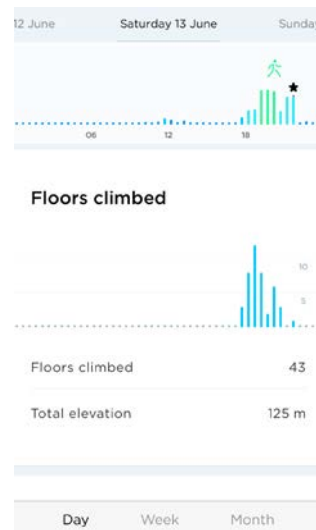 12 June Saturday 13 June Sunday
06 12 18
Floors climbed
10
5
Floors climbed 43
Total elevation 125 m
Day Week Month